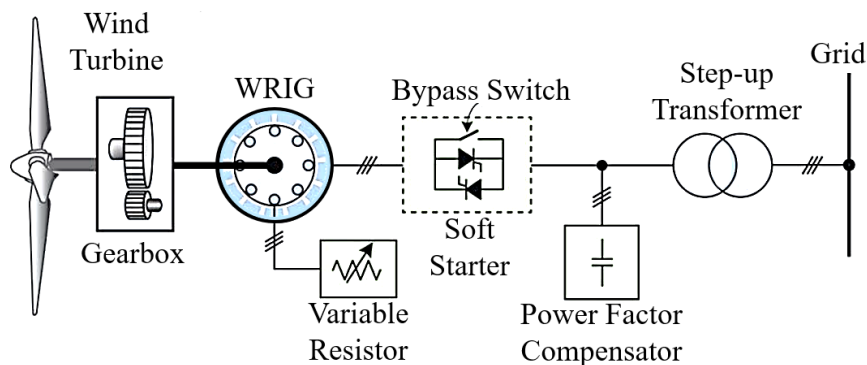 Wind
Turbine
WRIG
Bypass Switch
Step-up
Transformer
Grid
Gearbox
Soft
Starter
Variable
Resistor
Power Factor
Compensator